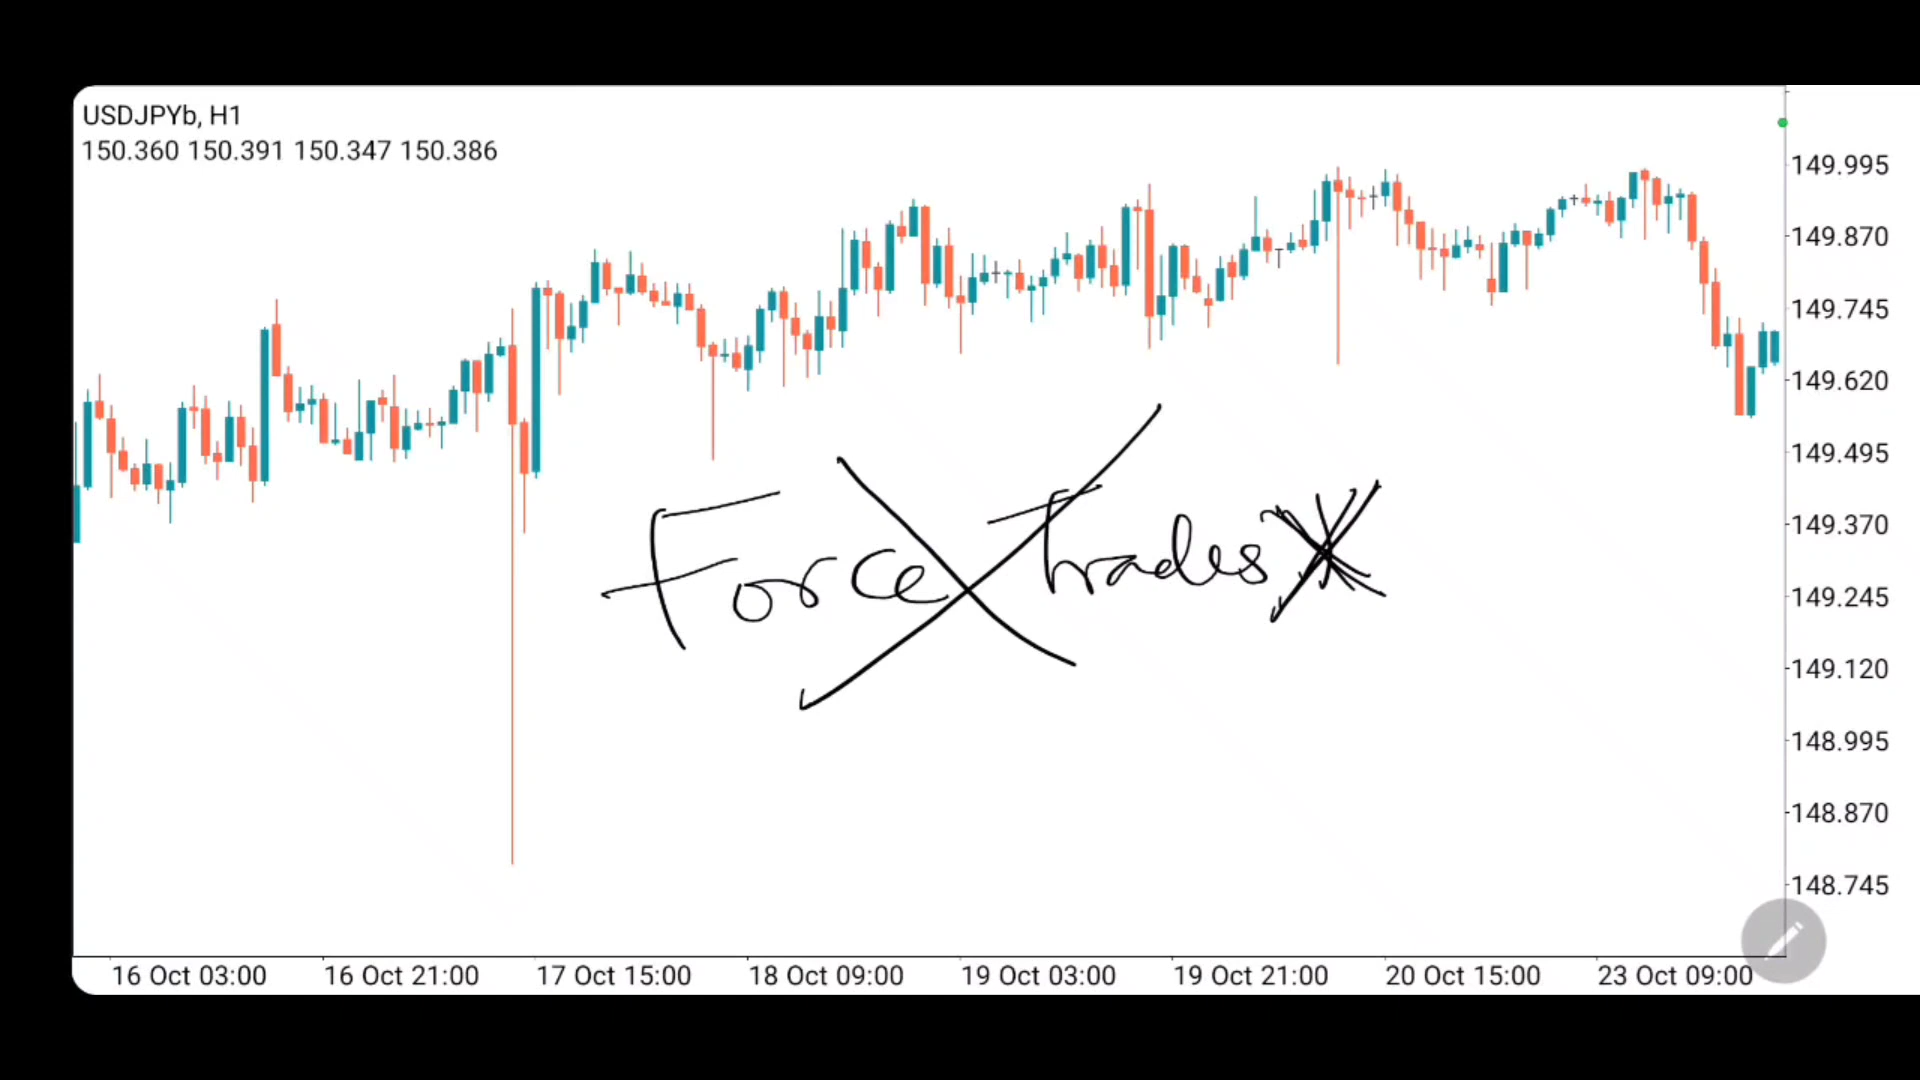 USDJPYb, H1
150.360 150.391 150.347 150.386
149.995
149.870
149.745
149.620
149.495
149.370
149.245
149.120
148.995
148.870
148.745
Force Trades
16 Oct 03:00 16 Oct 21:00 17 Oct 15:00 18 Oct 09:00 19 Oct 03:00 19 Oct 21:00 20 Oct 15:00 23 Oct 09:00